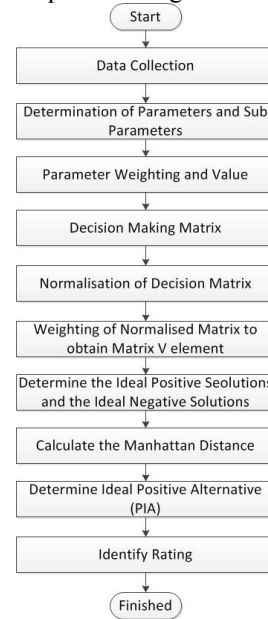 Start
Data Collection
Determination of Parameters and Sub
Parameters
Parameter Weighting and Value
Decision Making Matrix
Normalisation of Decision Matrix
Weighting of Normalised Matrix to
obtain Matrix V element
Determine the Ideal Positive Seolutions
and the Ideal Negative Solutions
Calculate the Manhattan Distance
Determine Ideal Positive Alternative
(PIA)
Identify Rating
Finished